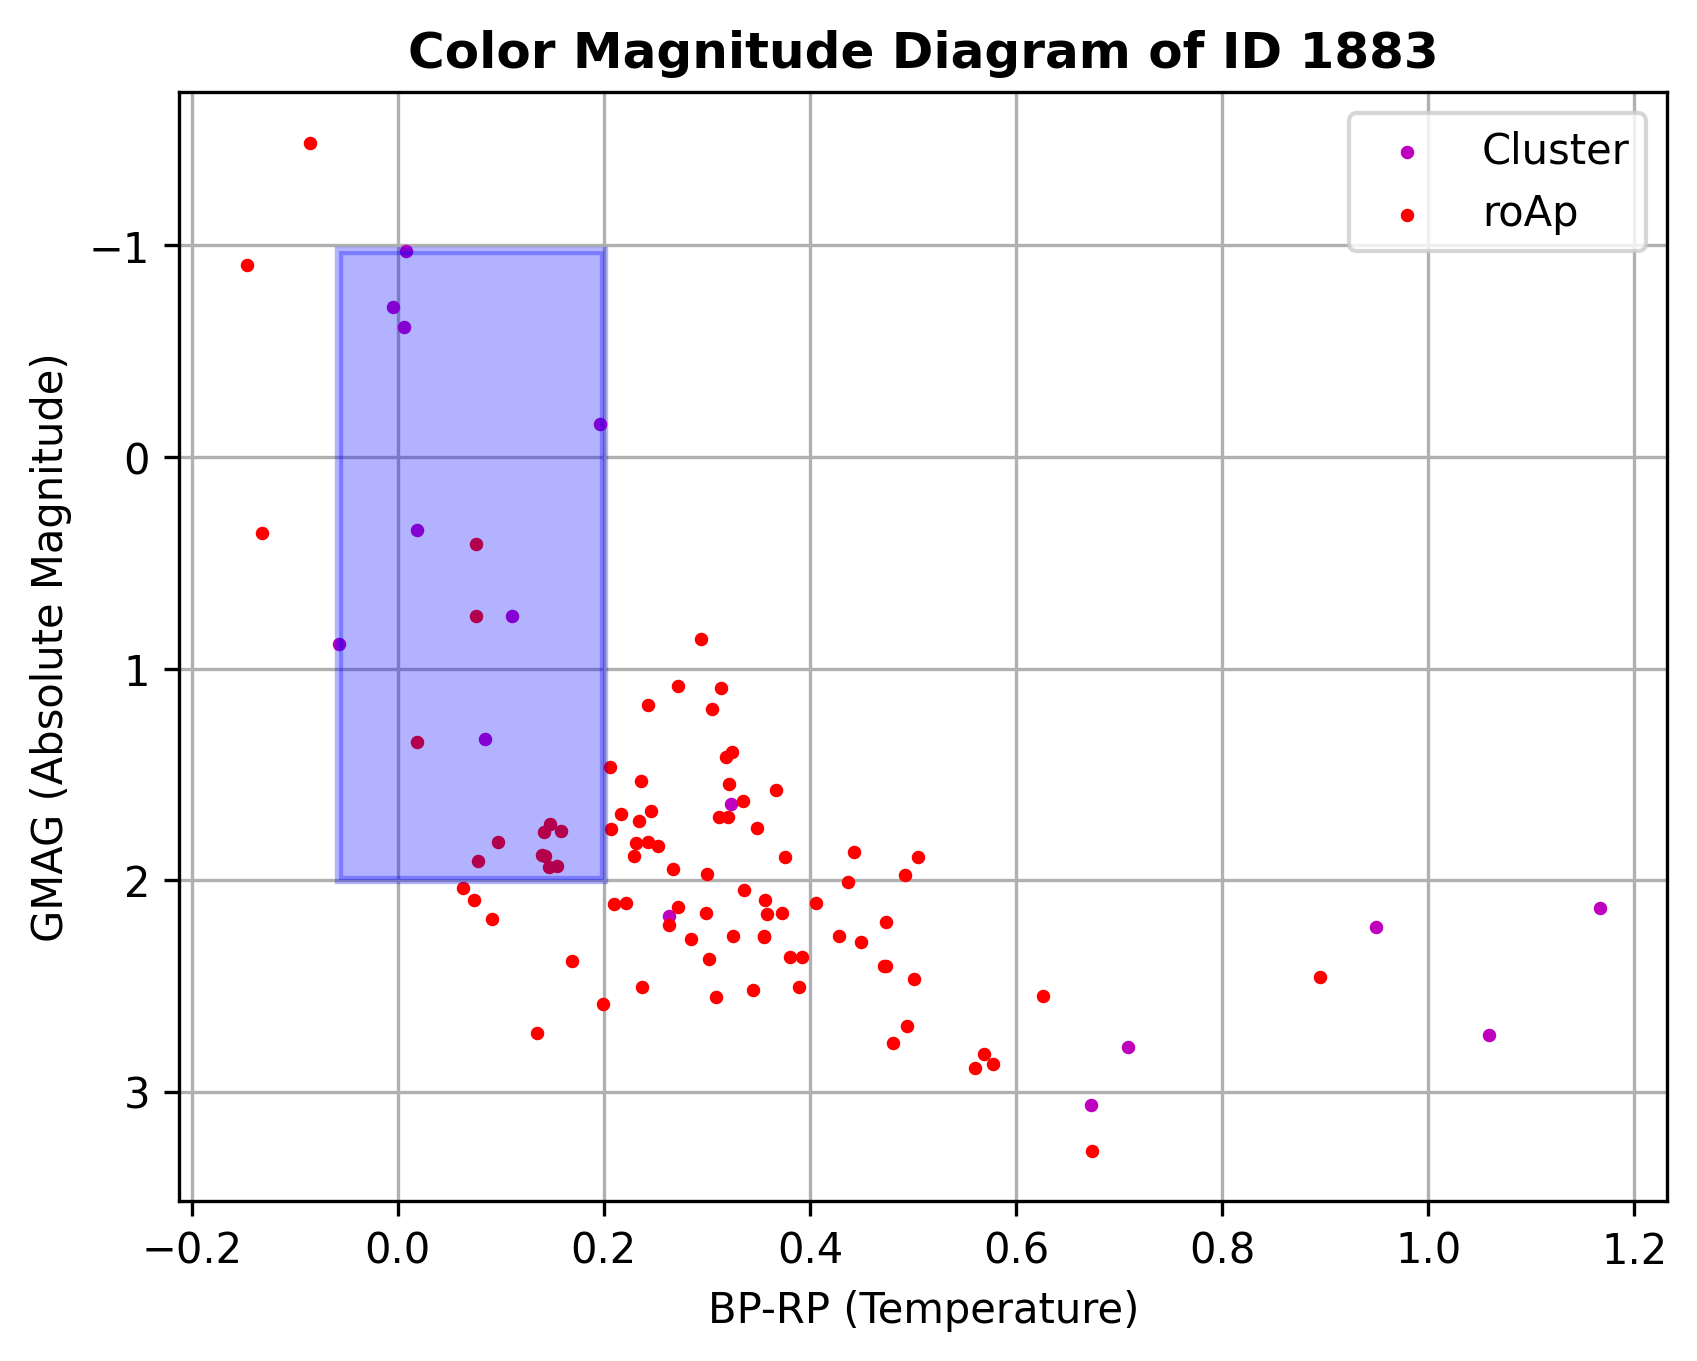 Color Magnitude Diagram of ID 1883
Cluster
roAp
GMAG (Absolute Magnitude)
−1
0
1
2
3
−0.2 0.0 0.2 0.4 0.6 0.8 1.0 1.2
BP-RP (Temperature)